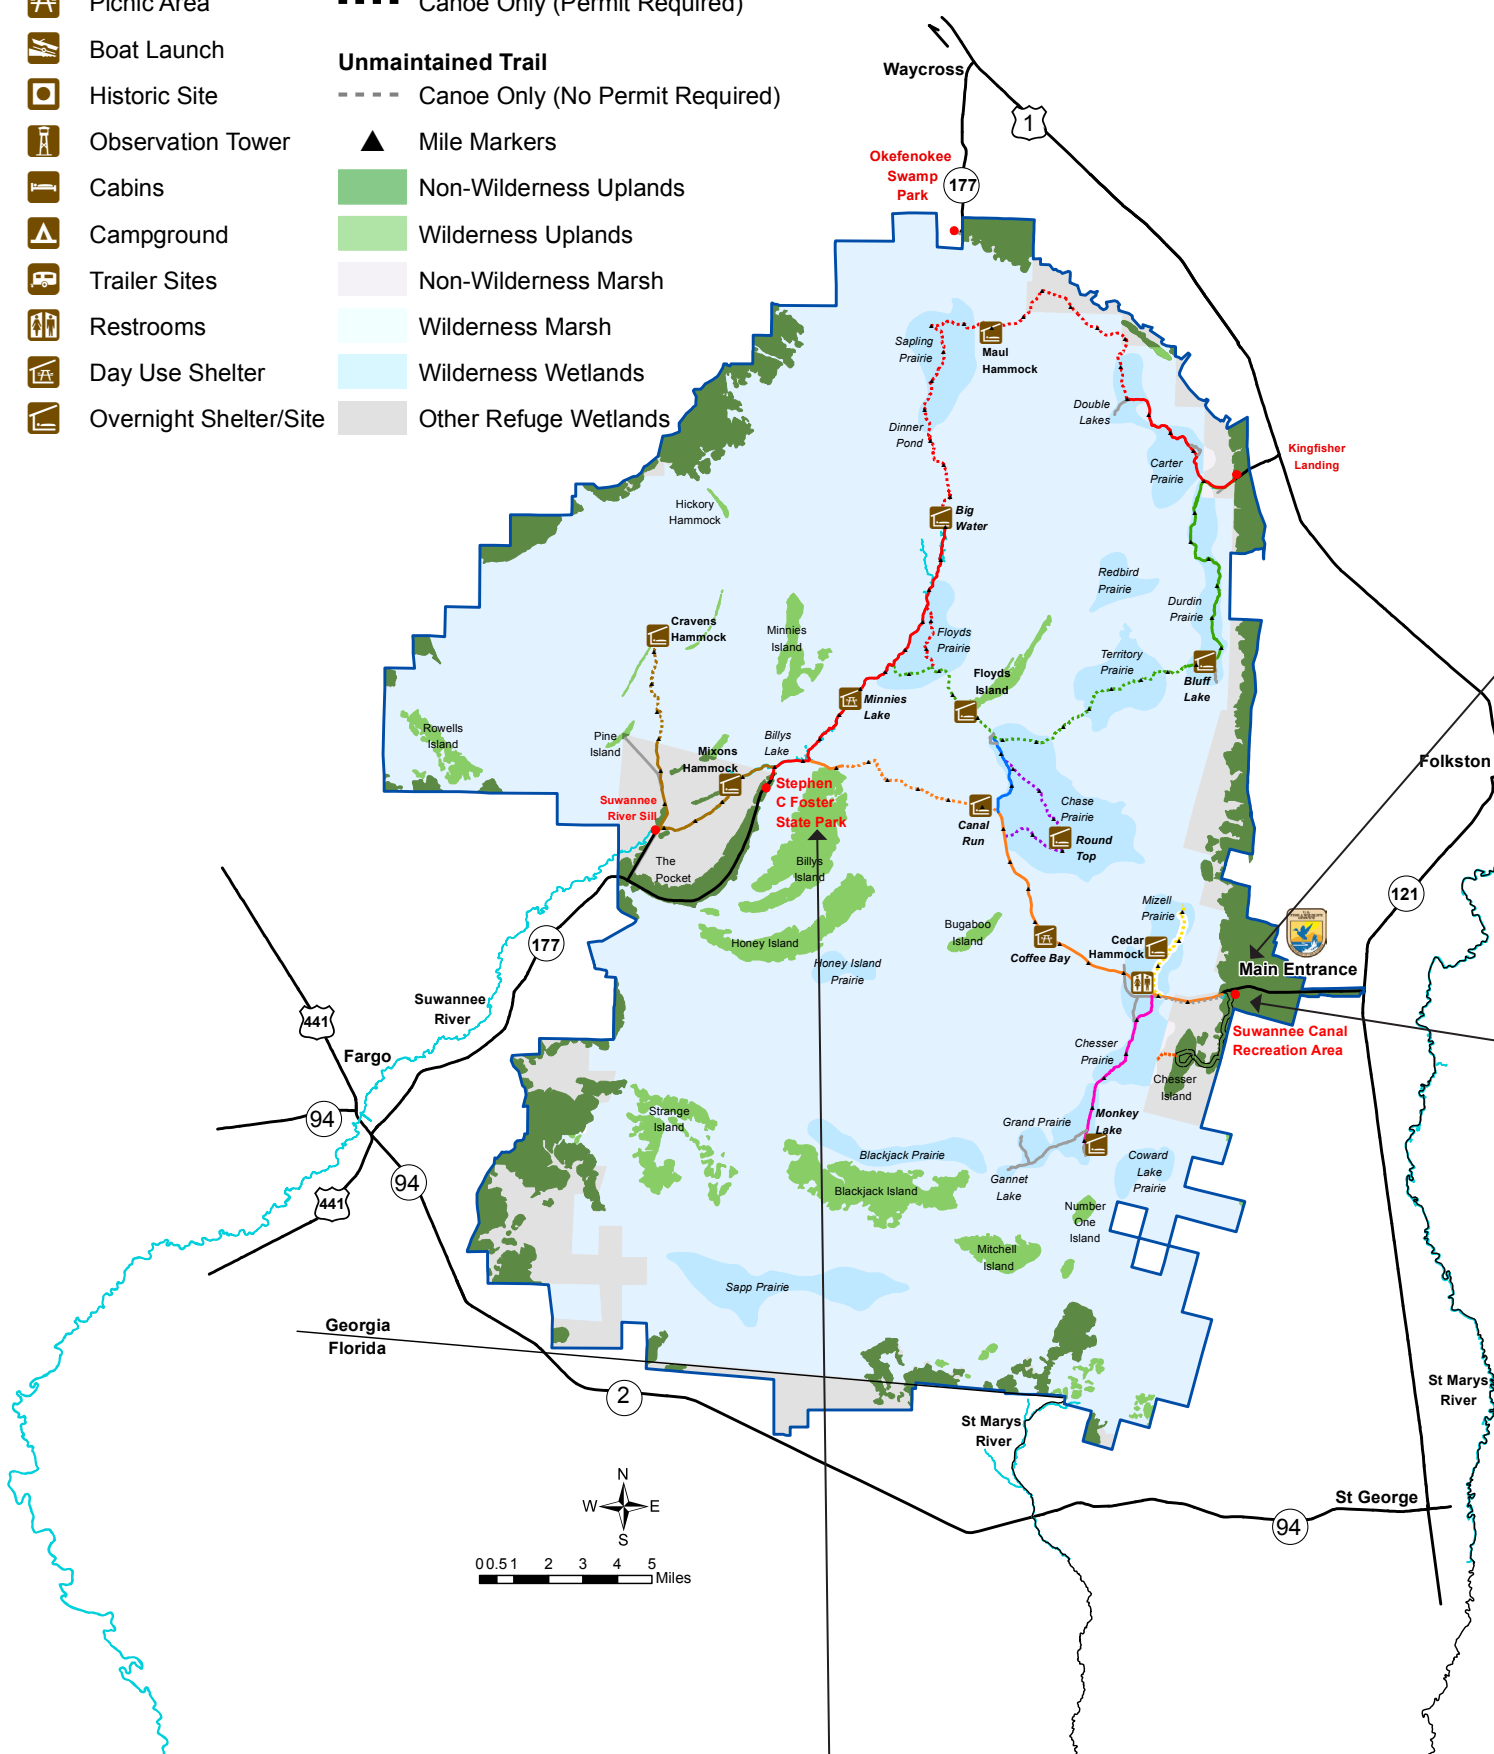 Picnic Area
Canoe Only (Permit Required)
Boat Launch
Unmaintained Trail
Historic Site
Canoe Only (No Permit Required)
Observation Tower
Mile Markers
Cabins
Non-Wilderness Uplands
Campground
Wilderness Uplands
Trailer Sites
Non-Wilderness Marsh
Restrooms
Wilderness Marsh
Day Use Shelter
Wilderness Wetlands
Overnight Shelter/Site
Other Refuge Wetlands
Waycross
1
Okefenokee
Swamp
Park
177
Sapling
Prairie
Maul
Hammock
Double
Lakes
Dinner
Pond
Carter
Prairie
Kingfisher
Landing
Hickory
Hammock
Big
Water
Redbird
Prairie
Durdin
Prairie
Cravens
Hammock
Minnies
Island
Floyds
Prairie
Territory
Prairie
Floyds
Island
Bluff
Lake
Minnies
Lake
Rowells
Island
Pine
Island
Billys
Lake
Mixons
Hammock
Folkston
Suwannee
River Sill
Stephen
C Foster
State Park
Chase
Prairie
Canal
Run
Round
Top
The
Pocket
Billys
Island
121
Mizell
Prairie
Bugaboo
Island
Honey Island
177
Cedar
Hammock
Coffee Bay
Honey Island
Prairie
Main Entrance
Suwannee
River
441
Suwannee Canal
Recreation Area
Fargo
Chesser
Prairie
Chesser
Island
94
Strange
Island
Monkey
Lake
Grand Prairie
Blackjack Prairie
Coward
Lake
Prairie
94
Blackjack Island
Gannet
Lake
441
Number
One
Island
Mitchell
Island
Sapp Prairie
Georgia
Florida
2
St Marys
River
St Marys
River
N
W E
S
St George
94
0 0.5 1 2 3 4 5
Miles